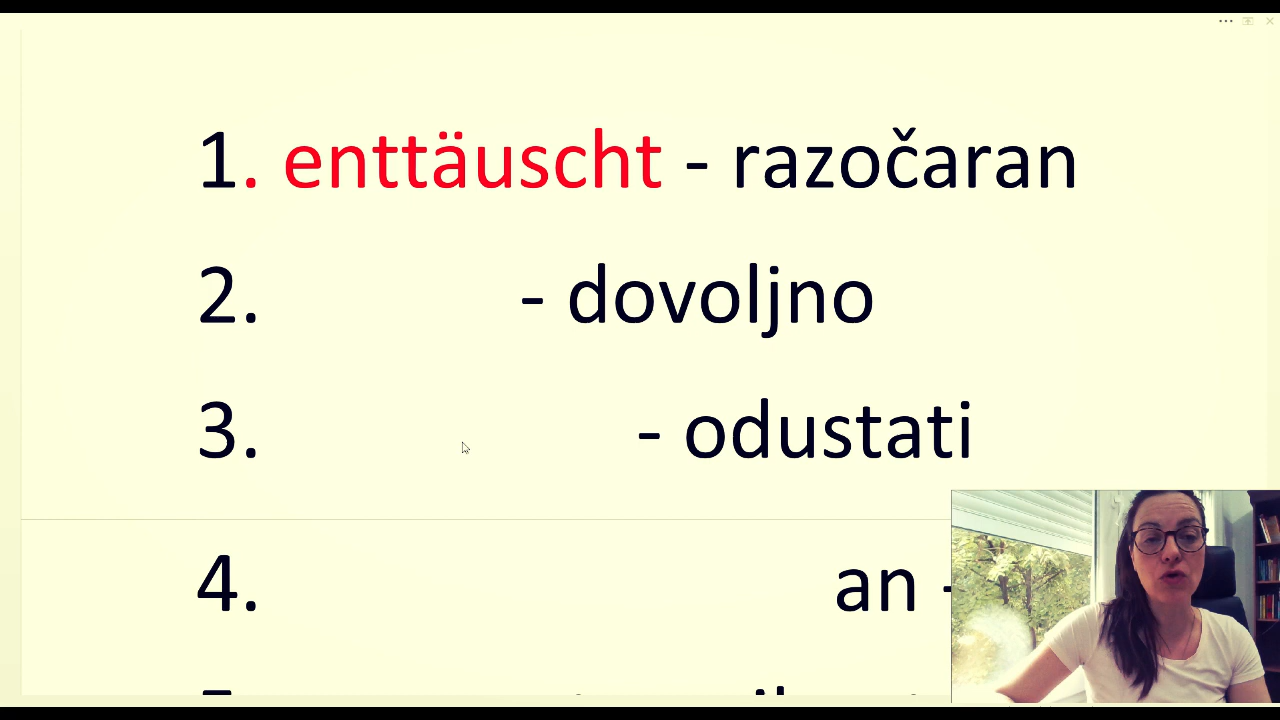 1. enttäuscht - razočaran
2. - dovoljno
3. - odustati
4. an -